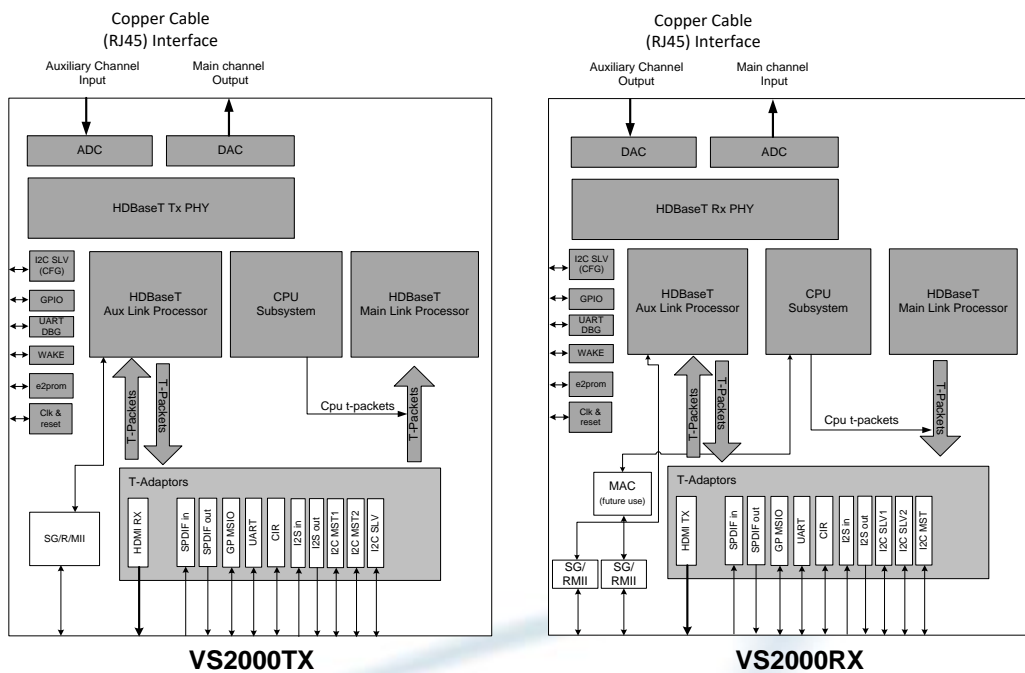 Copper Cable
(RJ45) Interface
Auxiliary Channel
Input
Main channel
Output
ADC
DAC
HDBaseT Tx PHY
I2C SLV
(CFG)
GPIO
UART
DBG
WAKE
e2prom
Clk &
reset
HDBaseT
Aux Link Processor
CPU
Subsystem
HDBaseT
Main Link Processor
T-Packets
T-Packets
Cpu t-packets
T-Packets
T-Adaptors
SG/R/MII
HDMI RX
SPDIF in
SPDIF out
GP MSIO
UART
CIR
I2S in
I2S out
I2C MST1
I2C MST2
I2C SLV
VS2000TX
Copper Cable
(RJ45) Interface
Auxiliary Channel
Output
Main channel
Input
DAC
ADC
HDBaseT Rx PHY
I2C SLV
(CFG)
GPIO
UART
DBG
WAKE
e2prom
Clk &
reset
HDBaseT
Aux Link Processor
CPU
Subsystem
HDBaseT
Main Link Processor
T-Packets
T-Packets
Cpu t-packets
T-Packets
MAC
(future use)
T-Adaptors
SG/
RMII
SG/
RMII
HDMI TX
SPDIF in
SPDIF out
GP MSIO
UART
CIR
I2S in
I2S out
I2C SLV1
I2C SLV2
I2C MST
VS2000RX